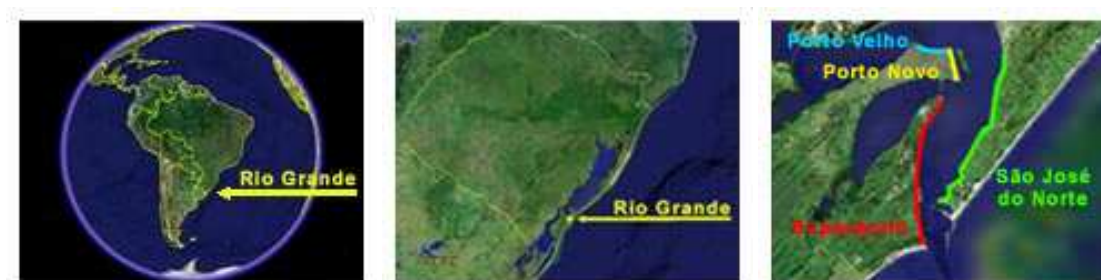 Rio Grande
Rio Grande
Porto Velho
Porto Novo
São José
do Norte